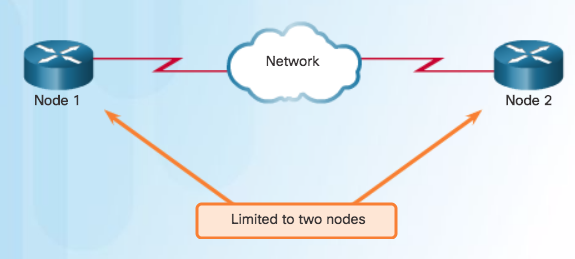 Network
Node 1
Node 2
Limited to two nodes